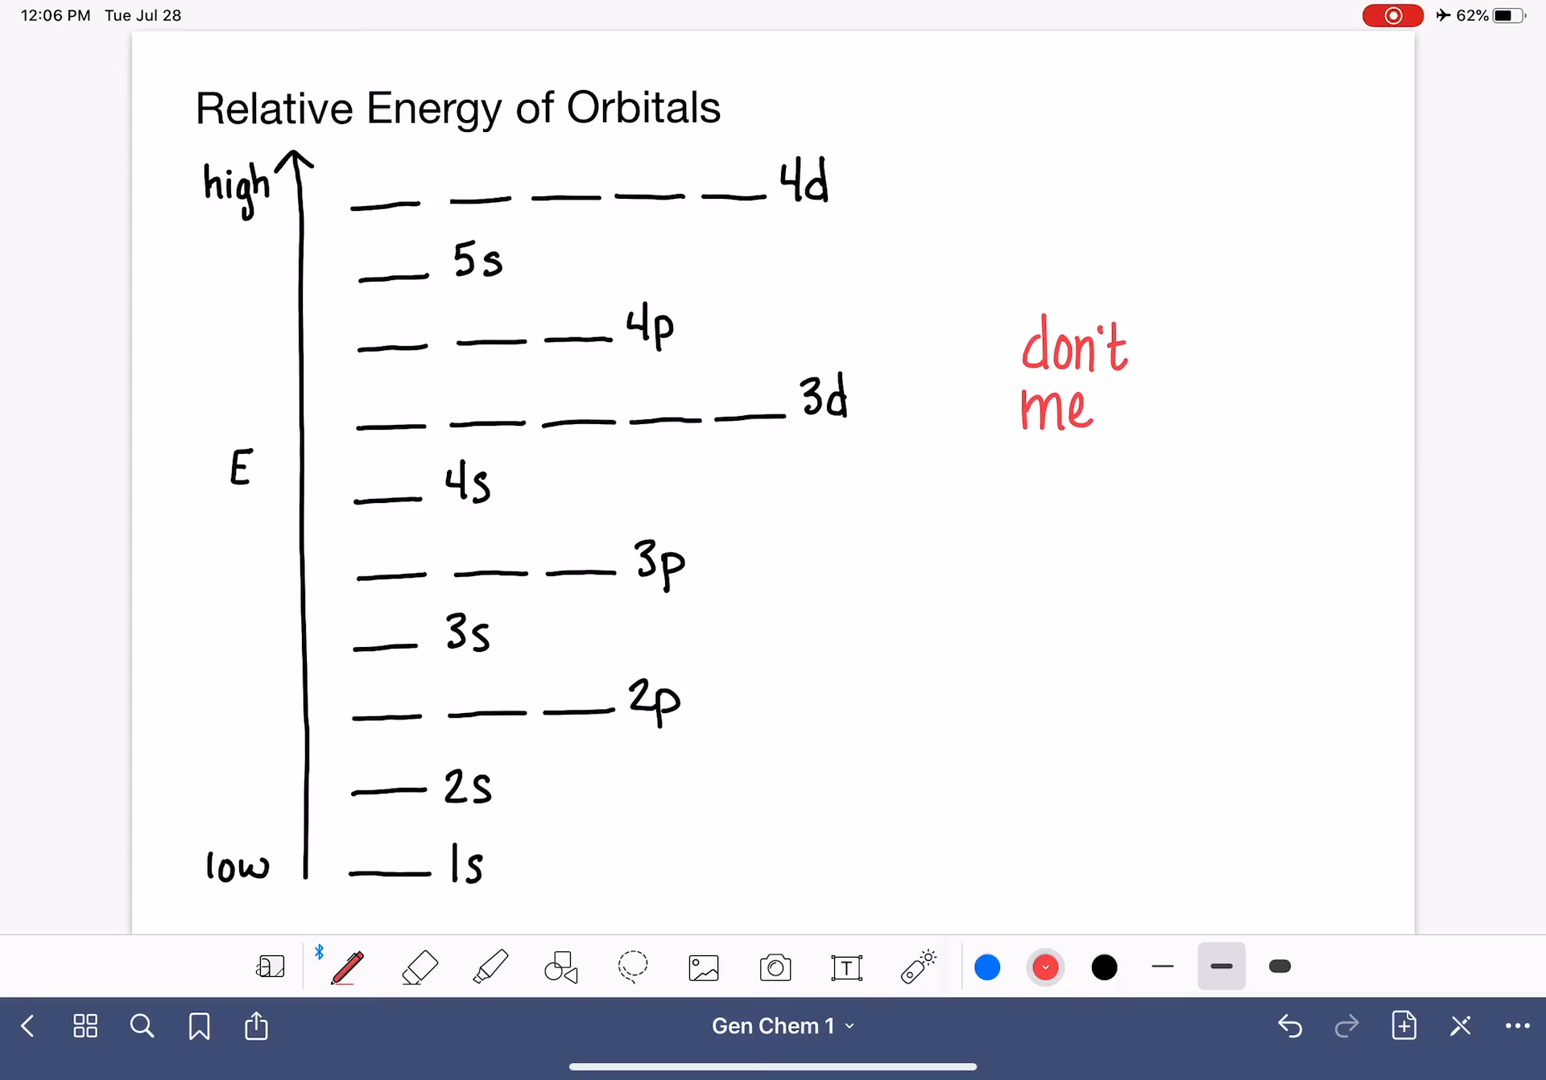 12:06 PM Tue Jul 28
62%
Relative Energy of Orbitals
high
4d
5s
4p
3d
E
4s
3p
3s
2p
2s
low
1s
don't
me
T
Gen Chem 1